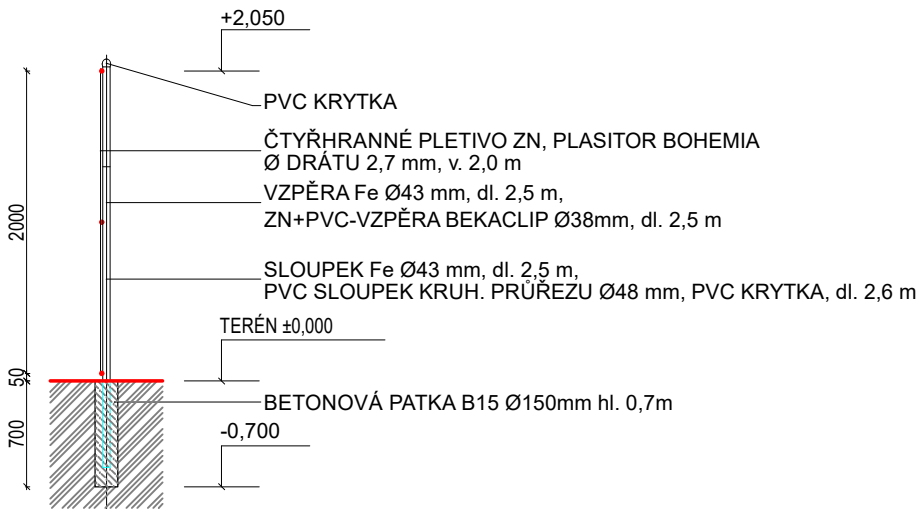 +2,050
PVC KRYTKA
ČTYŘHRANNÉ PLETIVO ZN, PLASITOR BOHEMIA
Ø DRÁTU 2,7 mm, v. 2,0 m
VZPĚRA Fe Ø43 mm, dl. 2,5 m,
ZN+PVC-VZPĚRA BEKACLIP Ø38mm, dl. 2,5 m
2000
SLOUPEK Fe Ø43 mm, dl. 2,5 m,
PVC SLOUPEK KRUH. PRŮŘEZU Ø48 mm, PVC KRYTKA, dl. 2,6 m
TERÉN ±0,000
50
BETONOVÁ PATKA B15 Ø150mm hl. 0,7m
700
-0,700